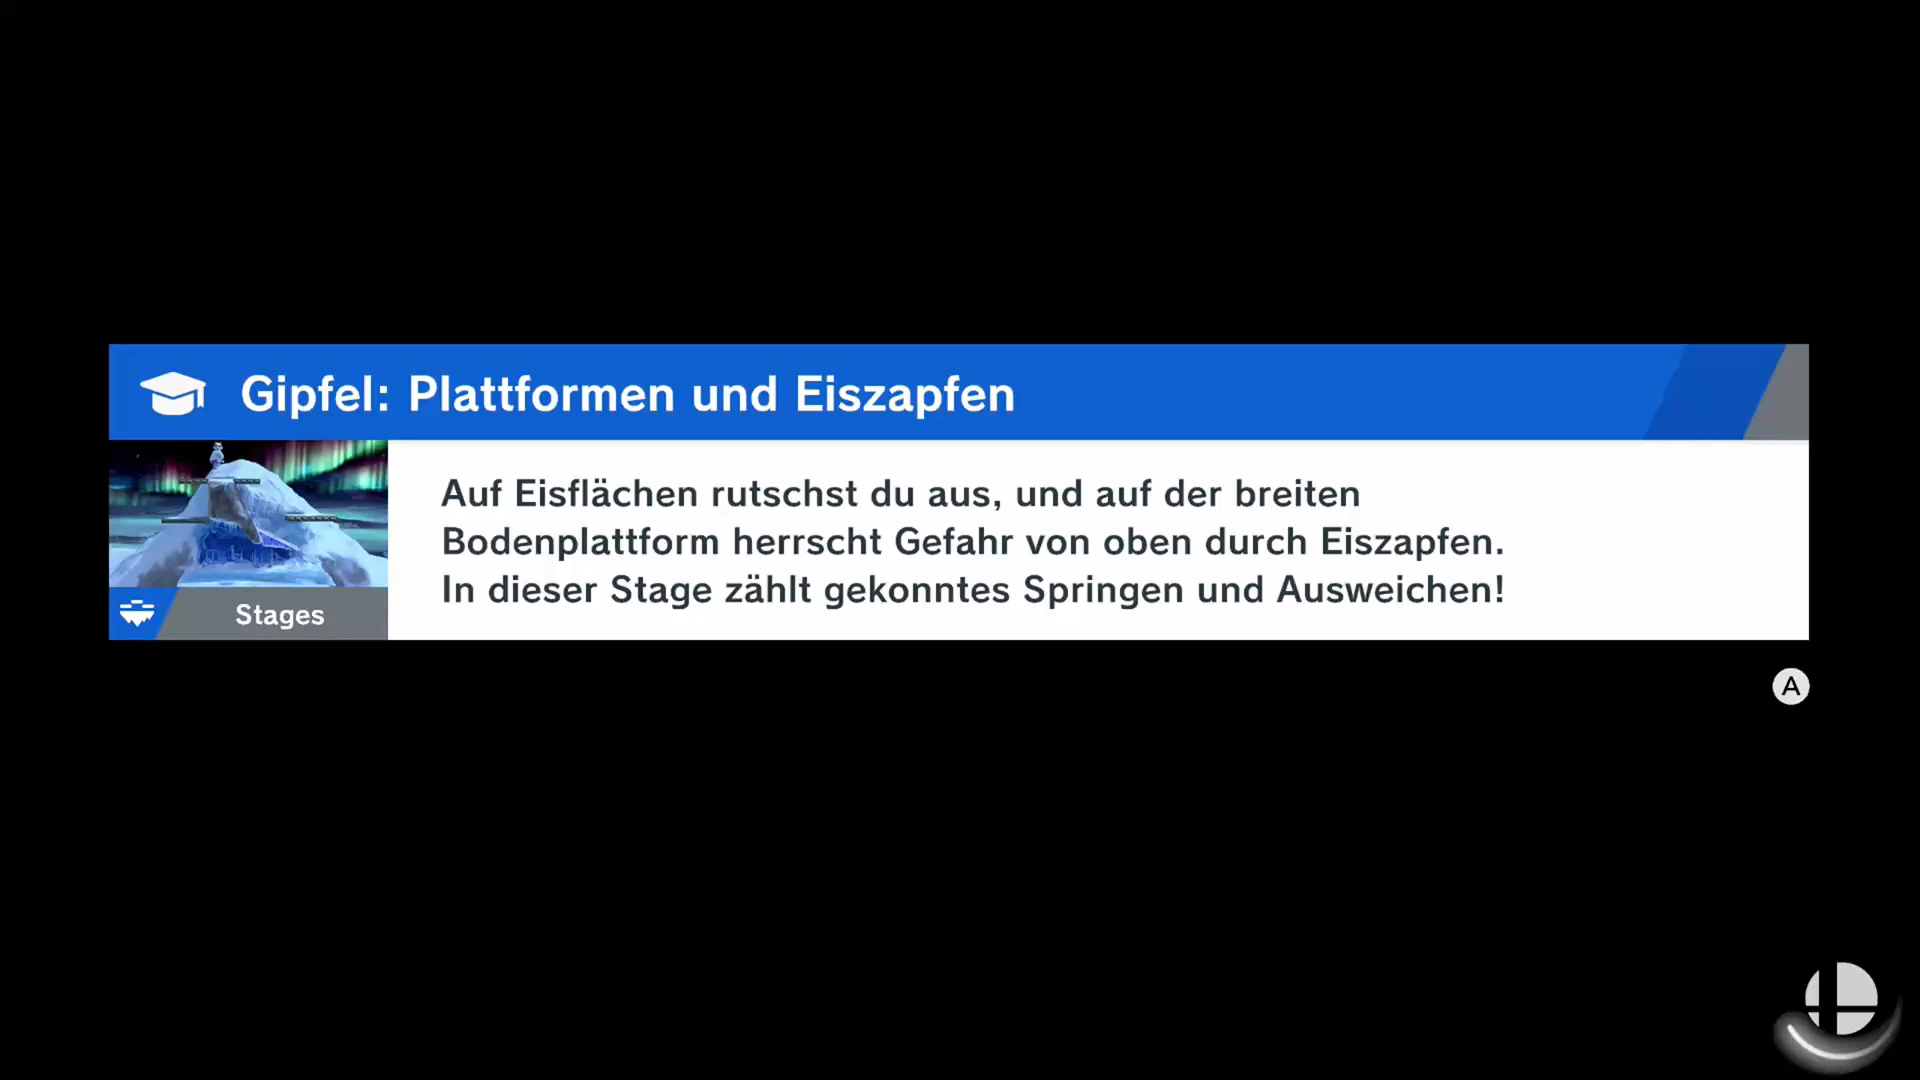 Gipfel: Plattformen und Eiszapfen
Auf Eisflächen rutschst du aus, und auf der breiten
Bodenplattform herrscht Gefahr von oben durch Eiszapfen.
In dieser Stage zählt gekonntes Springen und Ausweichen!
Stages
A